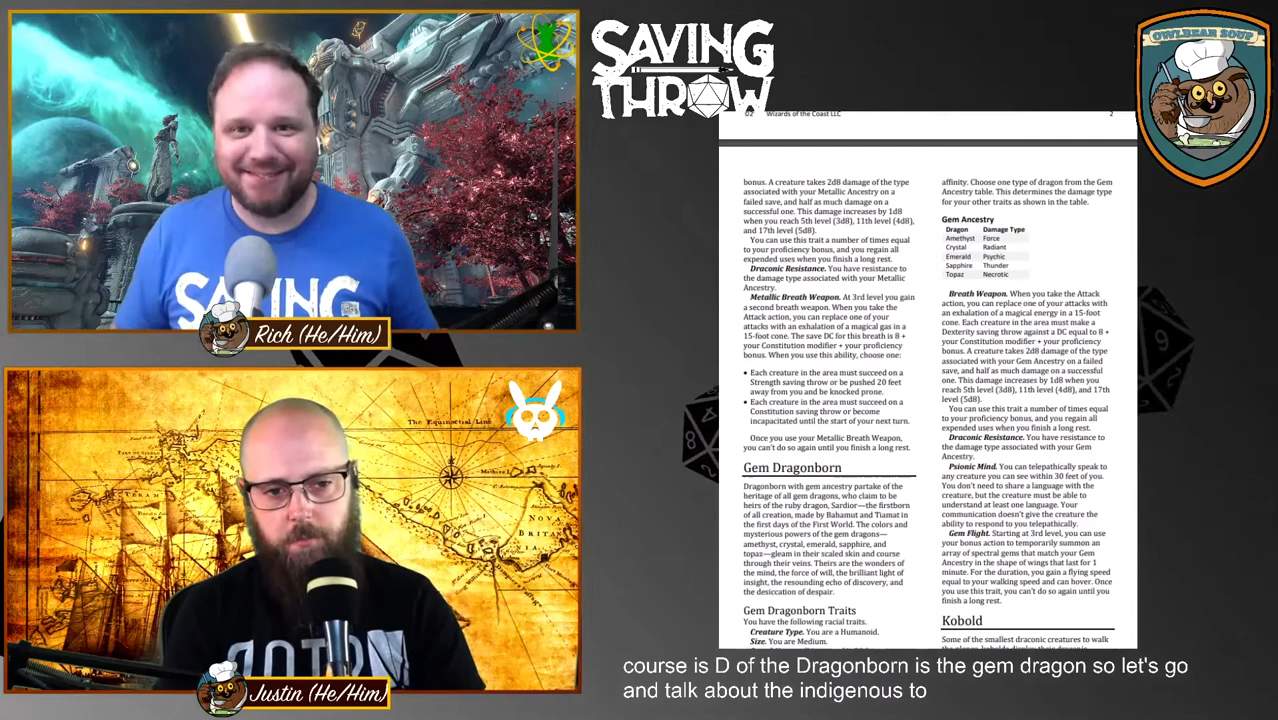 SAVING
THROW
OWLBEAR SOUP
SAVING
Rich (He/Him)
The Equinoctial Line
Justin (He/Him)
Wizards of the Coast LLC
2
bonus. A creature takes 2d8 damage of the type
associated with your Metallic Ancestry on a
failed save, and half as much damage on a
successful one. This damage increases by 1d8
when you reach 5th level (3d8), 11th level (4d8),
and 17th level (5d8).
You can use this trait a number of times equal
to your proficiency bonus, and you regain all
expended uses when you finish a long rest.
Draconic Resistance. You have resistance to
the damage type associated with your Metallic
Ancestry.
Metallic Breath Weapon. At 3rd level you gain
a second breath weapon. When you take the
Attack action, you can replace one of your
attacks with an exhalation of a magical gas in a
15-foot cone. The save DC for this breath is 8 +
your Constitution modifier + your proficiency
bonus. When you use this ability, choose one:
• Each creature in the area must succeed on a
Strength saving throw or be pushed 20 feet
away from you and be knocked prone.
• Each creature in the area must succeed on a
Constitution saving throw or become
incapacitated until the start of your next turn.
Once you use your Metallic Breath Weapon,
you can't do so again until you finish a long rest.
Gem Dragonborn
Dragonborn with gem ancestry partake of the
heritage of all gem dragons, who claim to be
heirs of the ruby dragon, Sardior—the firstborn
of all creation, made by Bahamut and Tiamat in
the first days of the First World. The colors and
mysterious powers of the gem dragons—
amethyst, crystal, emerald, sapphire, and
topaz—gleam in their scaled skin and course
through their veins. Theirs are the wonders of
the mind, the force of will, the brilliant light of
insight, the resounding echo of discovery, and
the desiccation of despair.
Gem Dragonborn Traits
You have the following racial traits.
Creature Type. You are a Humanoid.
Size. You are Medium.
affinity. Choose one type of dragon from the Gem
Ancestry table. This determines the damage type
for your other traits as shown in the table.
Gem Ancestry
Dragon Damage Type
Amethyst Force
Crystal Radiant
Emerald Psychic
Sapphire Thunder
Topaz Necrotic
Breath Weapon. When you take the Attack
action, you can replace one of your attacks with
an exhalation of a magical energy in a 15-foot
cone. Each creature in the area must make a
Dexterity saving throw against a DC equal to 8 +
your Constitution modifier + your proficiency
bonus. A creature takes 2d8 damage of the type
associated with your Gem Ancestry on a failed
save, and half as much damage on a successful
one. This damage increases by 1d8 when you
reach 5th level (3d8), 11th level (4d8), and 17th
level (5d8).
You can use this trait a number of times equal
to your proficiency bonus, and you regain all
expended uses when you finish a long rest.
Draconic Resistance. You have resistance to
the damage type associated with your Gem
Ancestry.
Psionic Mind. You can telepathically speak to
any creature you can see within 30 feet of you.
You don't need to share a language with the
creature, but the creature must be able to
understand at least one language. Your
communication doesn't give the creature the
ability to respond to you telepathically.
Gem Flight. Starting at 3rd level, you can use
your bonus action to temporarily summon an
array of spectral gems that match your Gem
Ancestry in the shape of wings that last for 1
minute. For the duration, you gain a flying speed
equal to your walking speed and can hover. Once
you use this trait, you can't do so again until you
finish a long rest.
Kobold
Some of the smallest draconic creatures to walk
course is D of the Dragonborn is the gem dragon so let's go
and talk about the indigenous to